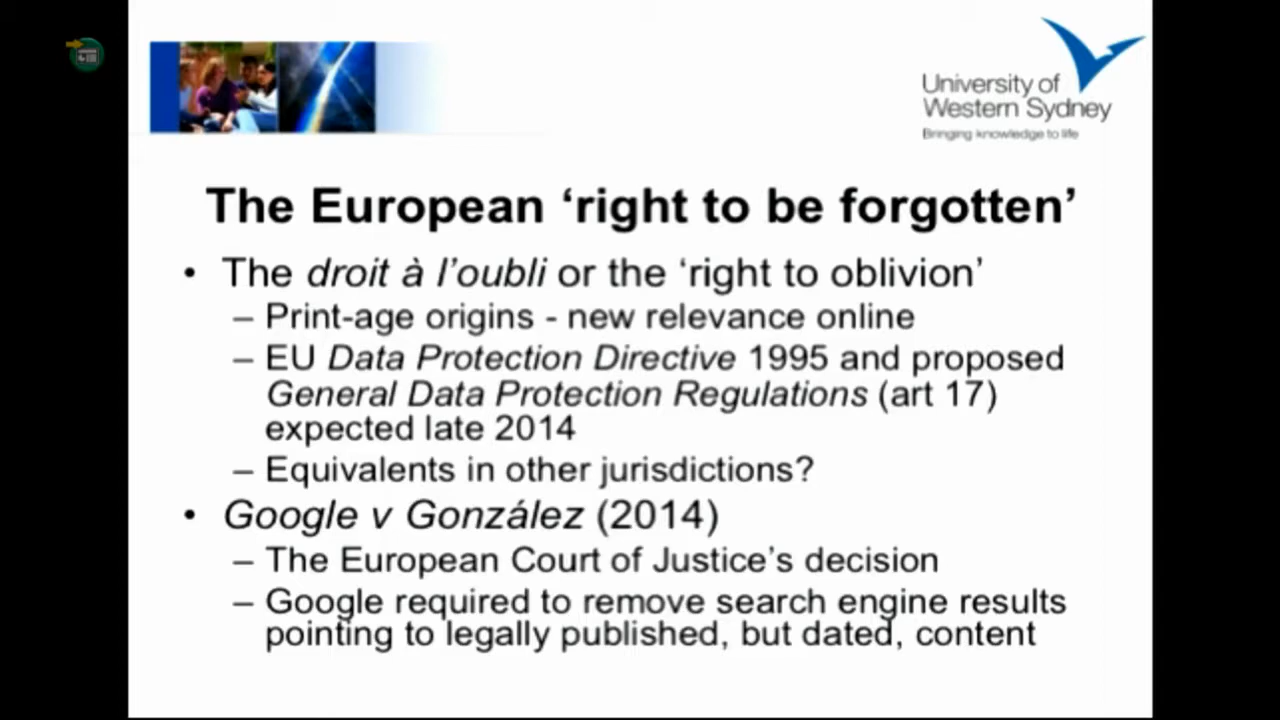 University of
Western Sydney
Bringing knowledge to life
The European ‘right to be forgotten’
• The droit à l’oubli or the ‘right to oblivion’
– Print-age origins - new relevance online
– EU Data Protection Directive 1995 and proposed
General Data Protection Regulations (art 17)
expected late 2014
– Equivalents in other jurisdictions?
• Google v González (2014)
– The European Court of Justice’s decision
– Google required to remove search engine results
pointing to legally published, but dated, content